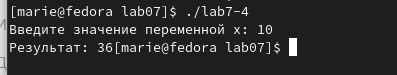 [marie@fedora lab07]$ ./lab7-4
Введите значение переменной х: 10
Результат: 36[marie@fedora lab07]$